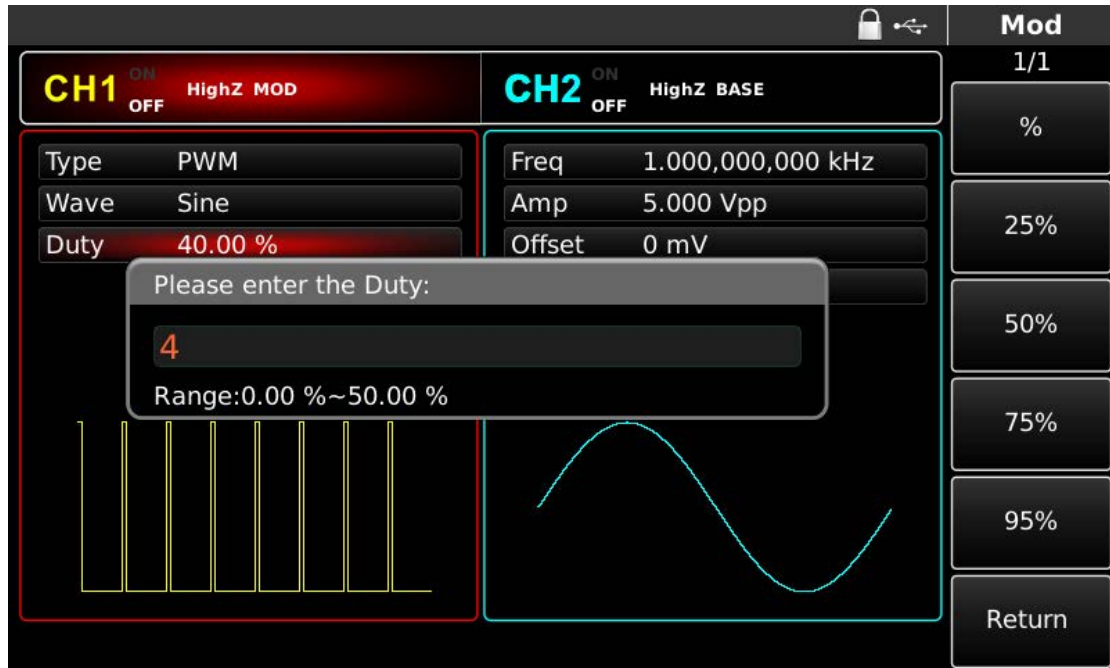 Mod
1/1
CH1 ON OFF HighZ MOD
CH2 ON OFF HighZ BASE
Type PWM
Wave Sine
Duty 40.00 %
Freq 1.000,000,000 kHz
Amp 5.000 Vpp
Offset 0 mV
Please enter the Duty:
4
Range:0.00 %~50.00 %
%
25%
50%
75%
95%
Return